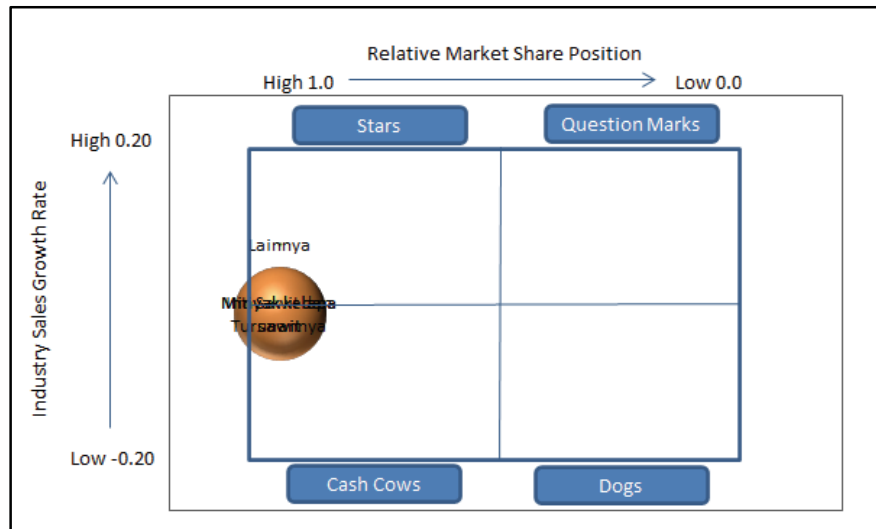 Relative Market Share Position
High 1.0
Low 0.0
Stars
Question Marks
High 0.20
Industry Sales Growth Rate
Lainnya
Low -0.20
Cash Cows
Dogs